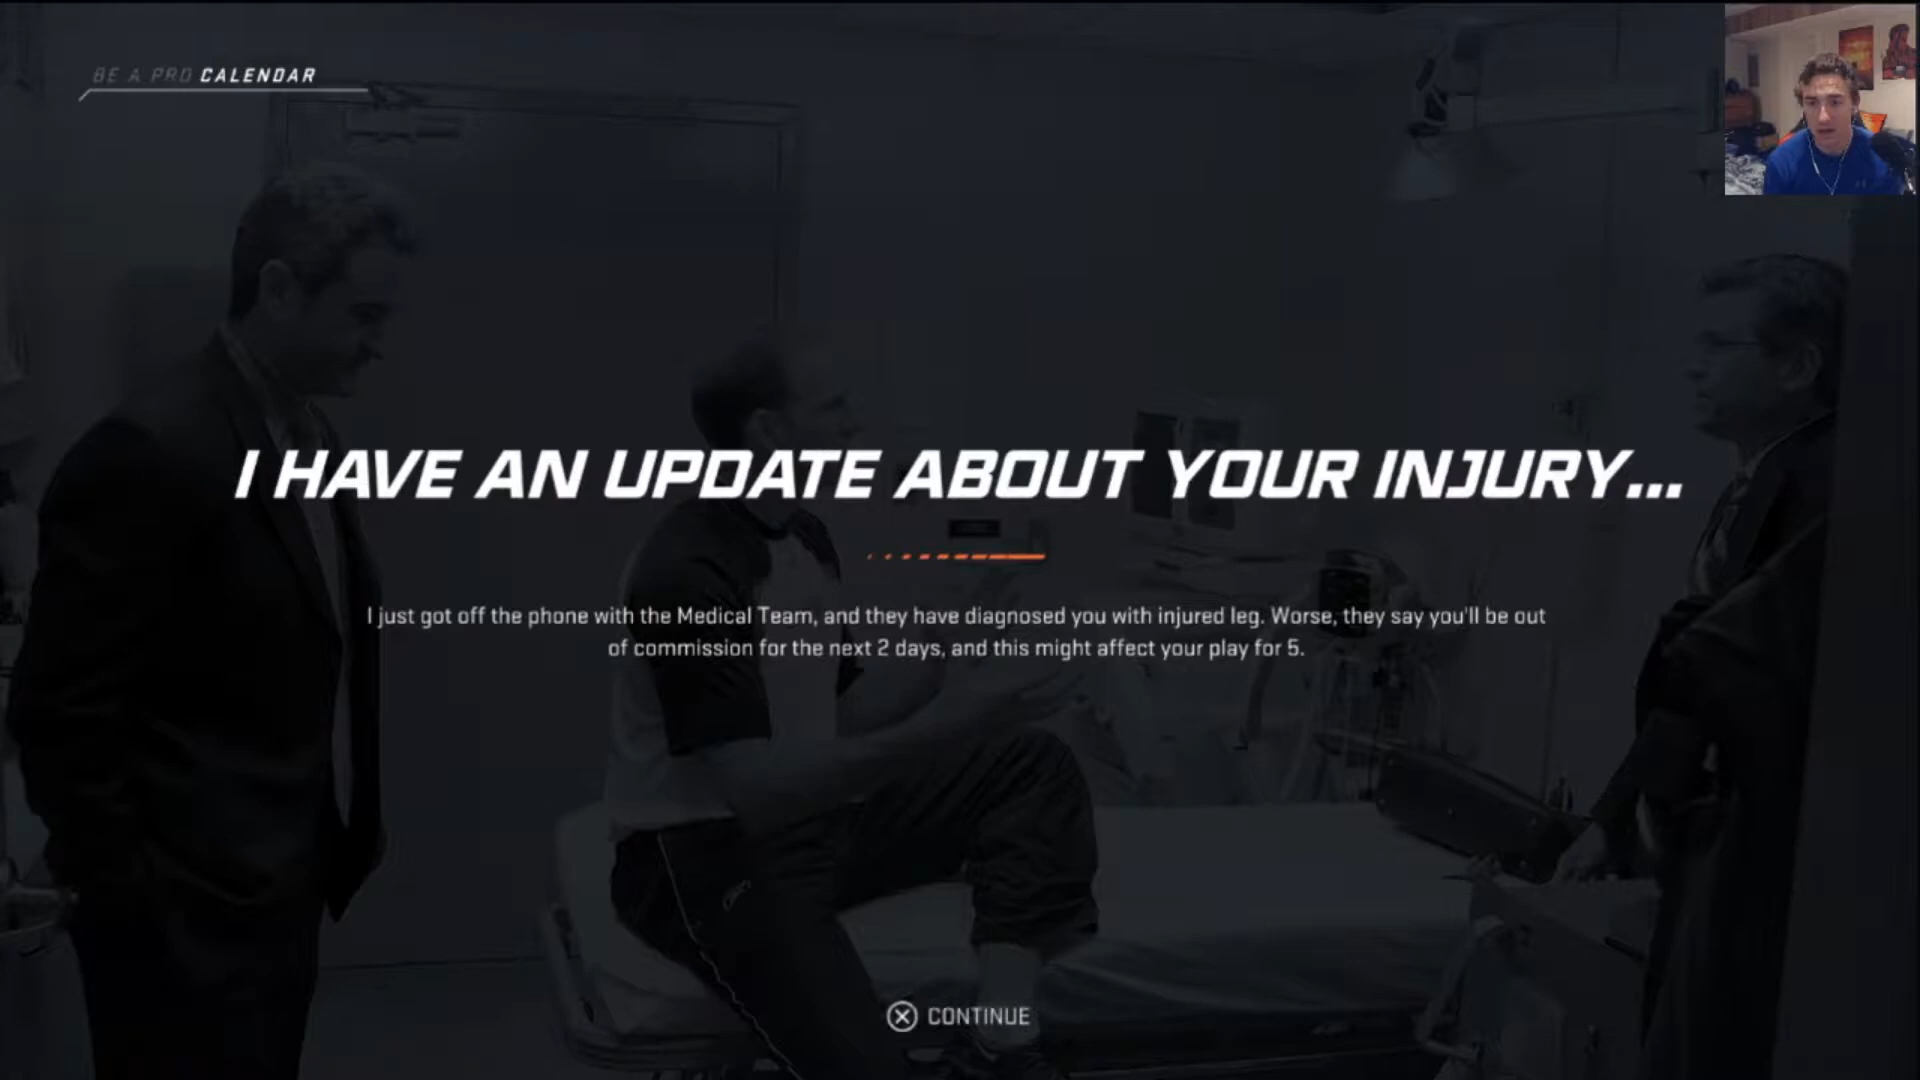 BE A PRO CALENDAR
I HAVE AN UPDATE ABOUT YOUR INJURY...
I just got off the phone with the Medical Team, and they have diagnosed you with injured leg. Worse, they say you'll be out
of commission for the next 2 days, and this might affect your play for 5.
CONTINUE